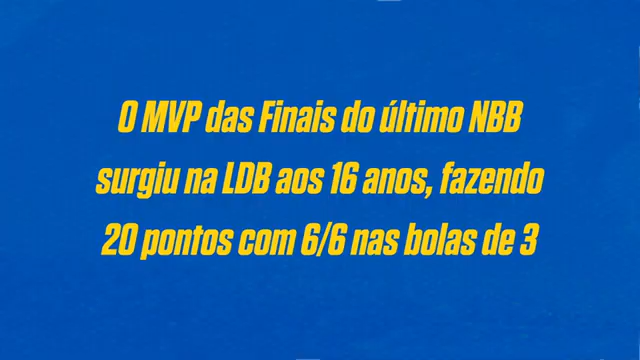 O MVP das Finais do último NBB
surgiu na LDB aos 16 anos, fazendo
20 pontos com 6/6 nas bolas de 3